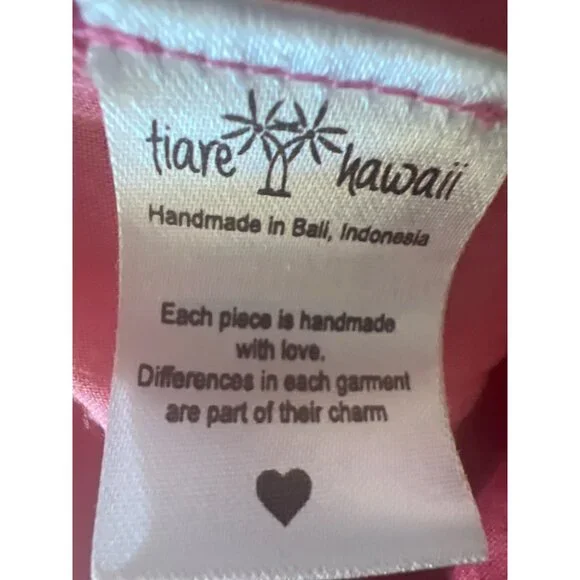 tiare hawaii
Handmade in Bali, Indonesia
Each piece is handmade
with love.
Differences in each garment
are part of their charm